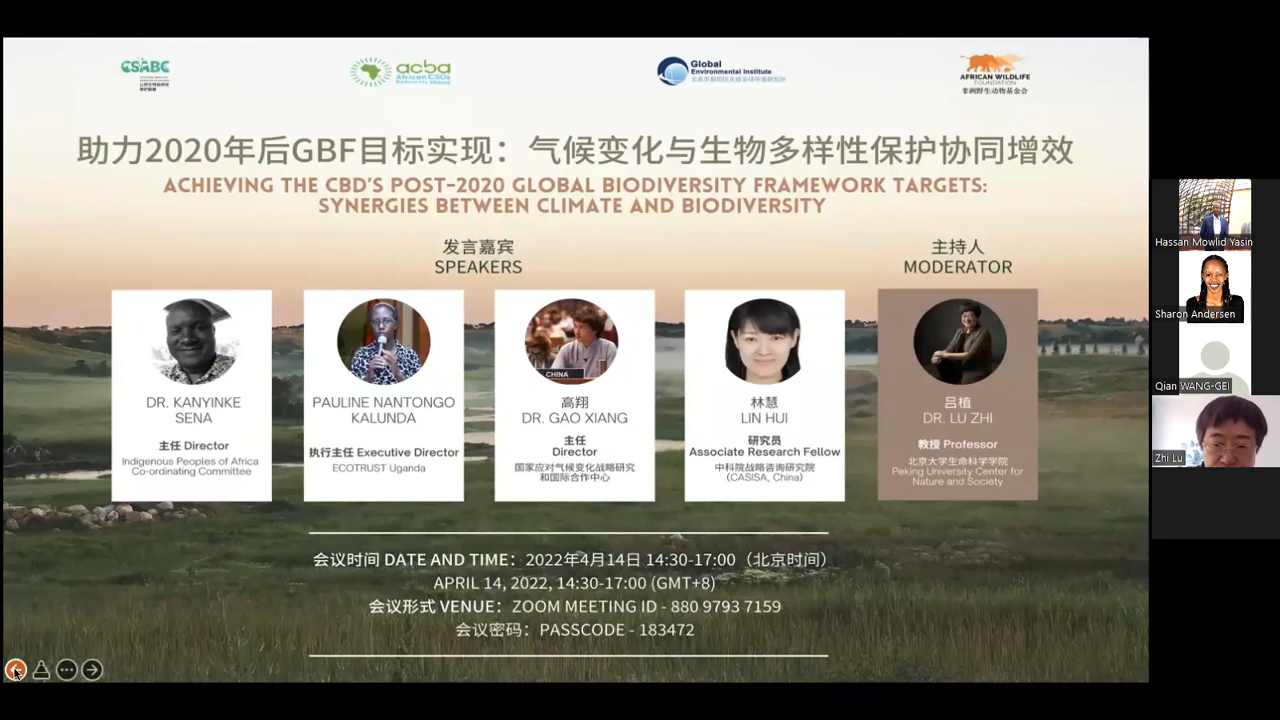 CSABC
acba
African CSOs
Biodiversity Alliance
Global
Environmental Institute
AFRICAN WILDLIFE
FOUNDATION
非洲野生动物基金会
助力2020年后GBF目标实现：气候变化与生物多样性保护协同增效
ACHIEVING THE CBD'S POST-2020 GLOBAL BIODIVERSITY FRAMEWORK TARGETS:
SYNERGIES BETWEEN CLIMATE AND BIODIVERSITY
发言嘉宾
SPEAKERS
主持人
MODERATOR
DR. KANYINKE
SENA
主任 Director
Indigenous Peoples of Africa
Co-ordinating Committee
PAULINE NANTONGO
KALUNDA
执行主任 Executive Director
ECOTRUST Uganda
CHINA
高翔
DR. GAO XIANG
主任
Director
国家应对气候变化战略研究
和国际合作中心
林慧
LIN HUI
研究员
Associate Research Fellow
中科院战略咨询研究院
(CASISA, China)
吕植
DR. LU ZHI
教授 Professor
北京大学生命科学学院
Peking University Center for
Nature and Society
会议时间 DATE AND TIME：2022年4月14日 14:30-17:00（北京时间）
APRIL 14, 2022, 14:30-17:00 (GMT+8)
会议形式 VENUE：ZOOM MEETING ID - 880 9793 7159
会议密码：PASSCODE - 183472
Hassan Mowlid Yasin
Sharon Andersen
Qian WANG-GEI
Zhi Lu